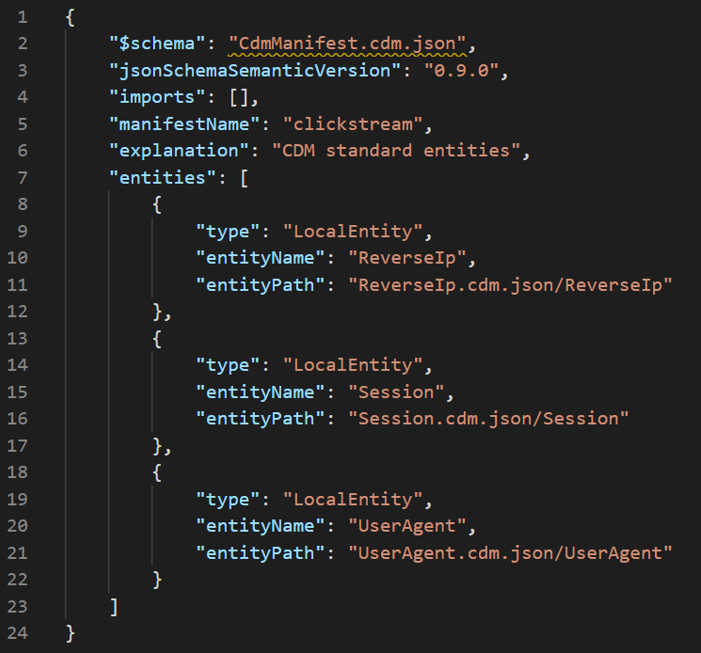 1 {
2     "$schema": "CdmManifest.cdm.json",
3     "jsonSchemaSemanticVersion": "0.9.0",
4     "imports": [],
5     "manifestName": "clickstream",
6     "explanation": "CDM standard entities",
7     "entities": [
8         {
9             "type": "LocalEntity",
10             "entityName": "ReverseIp",
11             "entityPath": "ReverseIp.cdm.json/ReverseIp"
12         },
13         {
14             "type": "LocalEntity",
15             "entityName": "Session",
16             "entityPath": "Session.cdm.json/Session"
17         },
18         {
19             "type": "LocalEntity",
20             "entityName": "UserAgent",
21             "entityPath": "UserAgent.cdm.json/UserAgent"
22         }
23     ]
24 }